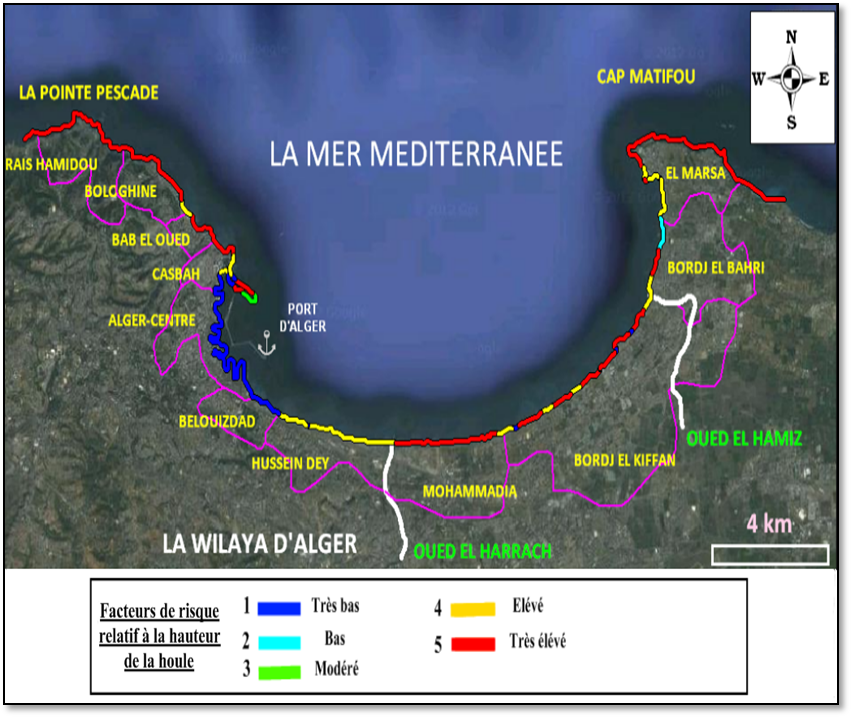 N
W E
S
CAP MATIFOU
LA POINTE PESCADE
LA MER MEDITERRANEE
RAIS HAMIDOU
EL MARSA
BOLOGHINE
BAB EL OUED
CASBAH
BORDJ EL BAHRI
PORT
D'ALGER
ALGER-CENTRE
BELOUIZDAD
OUED EL HAMIZ
HUSSEIN DEY
BORDJ EL KIFFAN
MOHAMMADIA
4 km
LA WILAYA D'ALGER
OUED EL HARRACH
Facteurs de risque
relatif à la hauteur
de la houle
1 Très bas
2 Bas
3 Modéré
4 Elévé
5 Très élévé